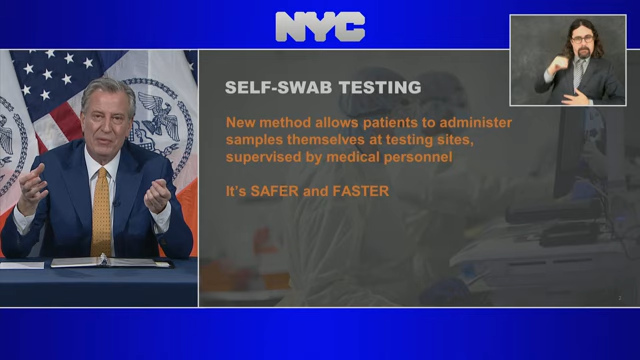 NYC
SELF-SWAB TESTING
New method allows patients to administer
samples themselves at testing sites,
supervised by medical personnel
It's SAFER and FASTER